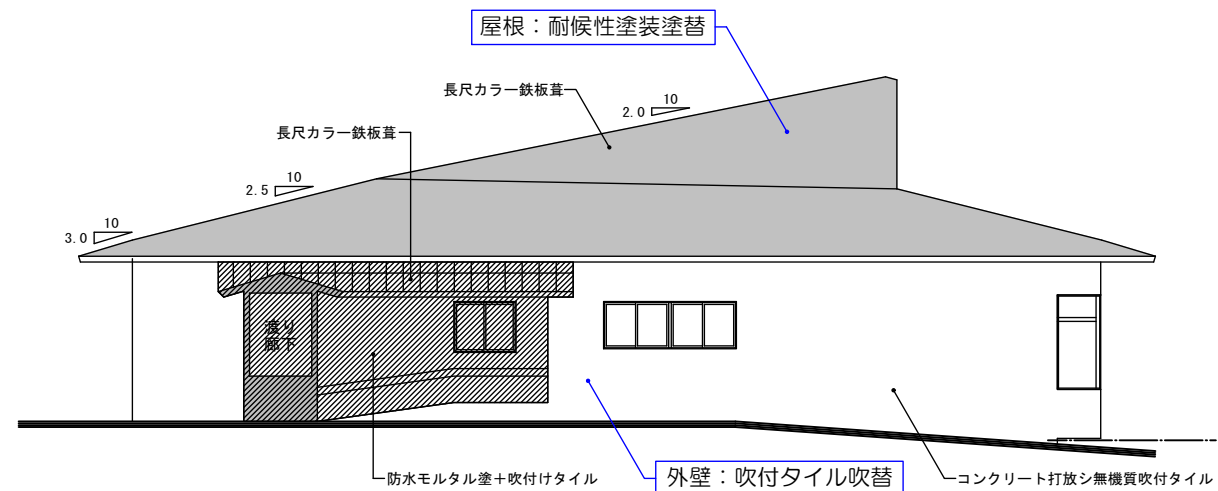 屋根：耐候性塗装塗替
長尺カラー鉄板葺
10
2.0
長尺カラー鉄板葺
10
2.5
10
3.0
渡り
廊下
防水モルタル塗＋吹付けタイル
外壁：吹付タイル吹替
コンクリート打放シ無機質吹付タイル